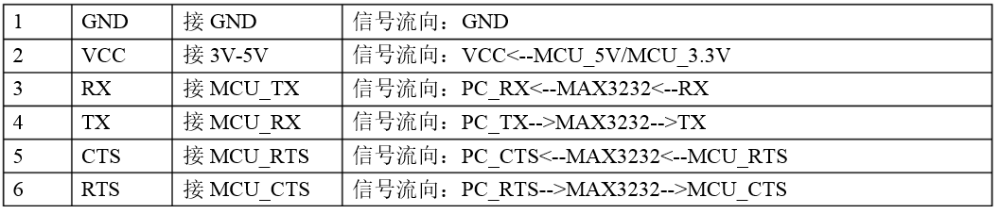 1 GND 接 GND 信号流向：GND
2 VCC 接 3V-5V 信号流向：VCC<--MCU_5V/MCU_3.3V
3 RX 接 MCU_TX 信号流向：PC_RX<--MAX3232<--RX
4 TX 接 MCU_RX 信号流向：PC_TX-->MAX3232-->TX
5 CTS 接 MCU_RTS 信号流向：PC_CTS<--MAX3232<--MCU_RTS
6 RTS 接 MCU_CTS 信号流向：PC_RTS-->MAX3232-->MCU_CTS